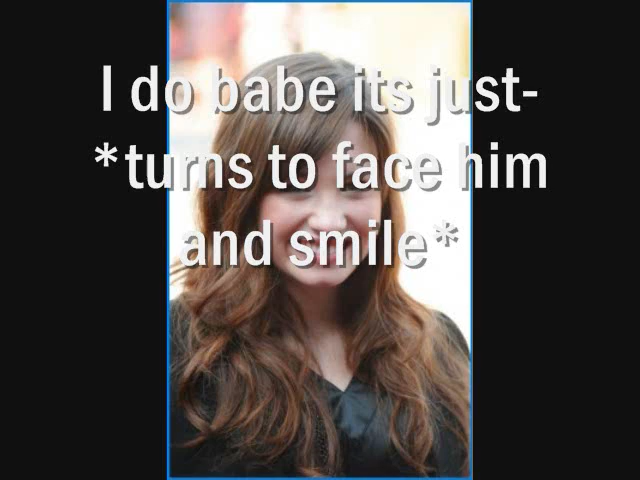 I do babe its just-
*turns to face him
and smile*